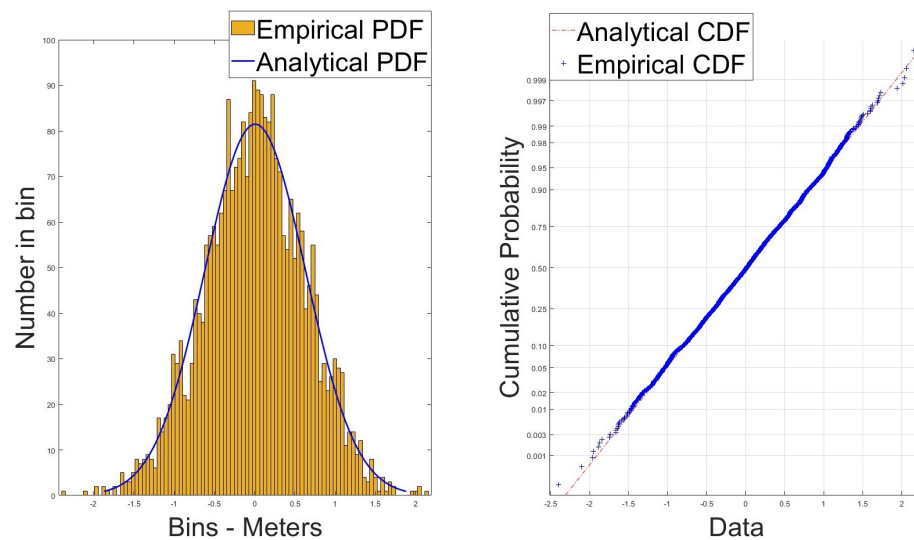 Empirical PDF
Analytical PDF
100
90
80
70
60
50
40
30
20
10
0
Number in bin
-2 -1.5 -1 -0.5 0 0.5 1 1.5 2
Bins - Meters
Analytical CDF
Empirical CDF
0.999
0.997
0.99
0.98
0.95
0.90
0.75
0.50
0.25
0.10
0.05
0.02
0.01
0.003
0.001
Cumulative Probability
-2.5 -2 -1.5 -1 -0.5 0 0.5 1 1.5 2
Data